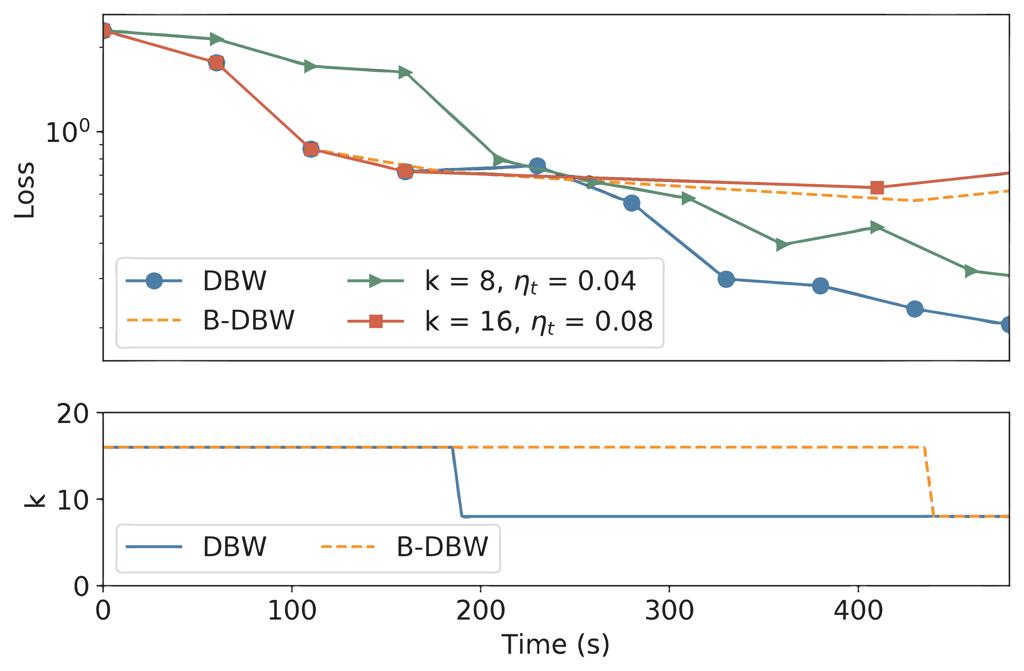 Loss
10⁰
DBW
B-DBW
k = 8, ηₜ = 0.04
k = 16, ηₜ = 0.08
k
20
10
0
DBW
B-DBW
0 100 200 300 400
Time (s)